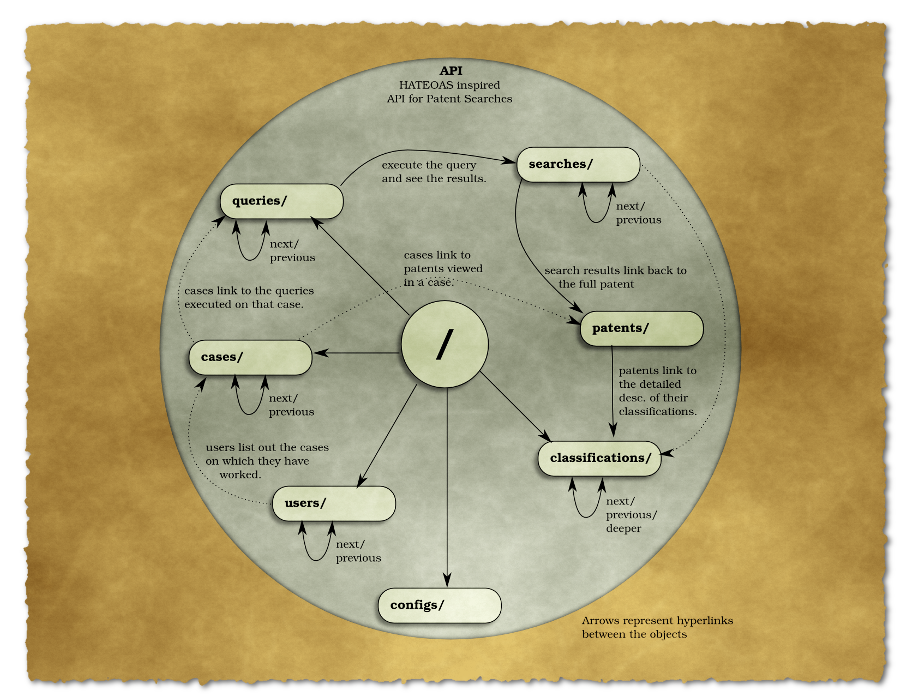 API
HATEOAS inspired
API for Patent Searches
execute the query
and see the results.
searches/
next/
previous
queries/
next/
previous
cases link to
patents viewed
in a case.
search results link back to
the full patent
cases link to the queries
executed on that case.
/
patents/
cases/
next/
previous
patents link to
the detailed
desc. of their
classifications.
users list out the cases
on which they have
worked.
classifications/
next/
previous/
deeper
users/
next/
previous
configs/
Arrows represent hyperlinks
between the objects